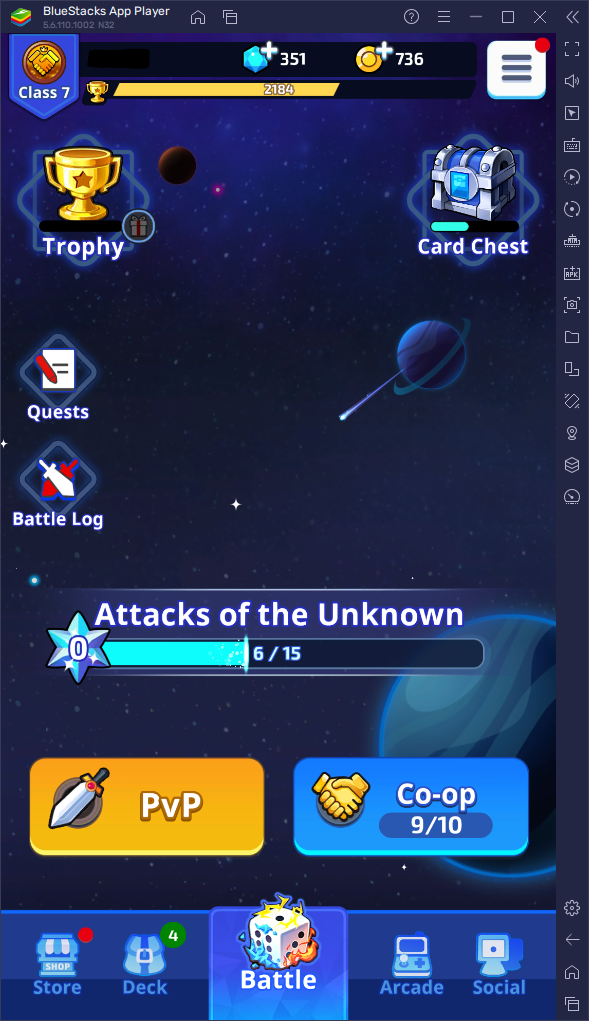 BlueStacks App Player
5.6.110.1002 N32
Class 7
351
736
2184
Trophy
Card Chest
Quests
Battle Log
Attacks of the Unknown
0
6 / 15
PvP
Co-op
9/10
4
SHOP
Store
Deck
Battle
Arcade
Social
APK